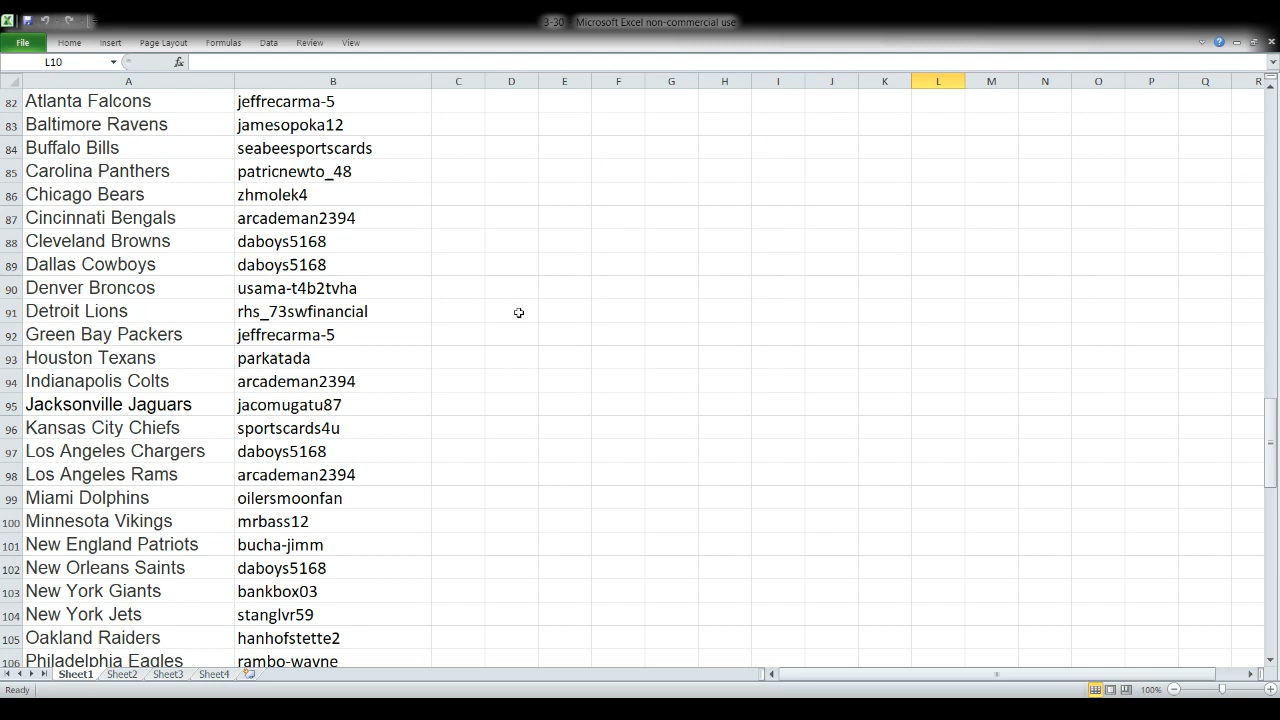 3-30 - Microsoft Excel non-commercial use
File Home Insert Page Layout Formulas Data Review View
L10 fx
A B C D E F G H I J K L M N O P Q R
82 Atlanta Falcons jeffrecarma-5
83 Baltimore Ravens jamesopoka12
84 Buffalo Bills seabeesportscards
85 Carolina Panthers patricnewto_48
86 Chicago Bears zhmolek4
87 Cincinnati Bengals arcademan2394
88 Cleveland Browns daboys5168
89 Dallas Cowboys daboys5168
90 Denver Broncos usama-t4b2tvha
91 Detroit Lions rhs_73swfinancial
92 Green Bay Packers jeffrecarma-5
93 Houston Texans parkatada
94 Indianapolis Colts arcademan2394
95 Jacksonville Jaguars jacomugatu87
96 Kansas City Chiefs sportscards4u
97 Los Angeles Chargers daboys5168
98 Los Angeles Rams arcademan2394
99 Miami Dolphins oilersmoonfan
100 Minnesota Vikings mrbass12
101 New England Patriots bucha-jimm
102 New Orleans Saints daboys5168
103 New York Giants bankbox03
104 New York Jets stanglvr59
105 Oakland Raiders hanhofstette2
106 Philadelphia Eagles rambo-wayne
Sheet1 Sheet2 Sheet3 Sheet4
Ready 100%